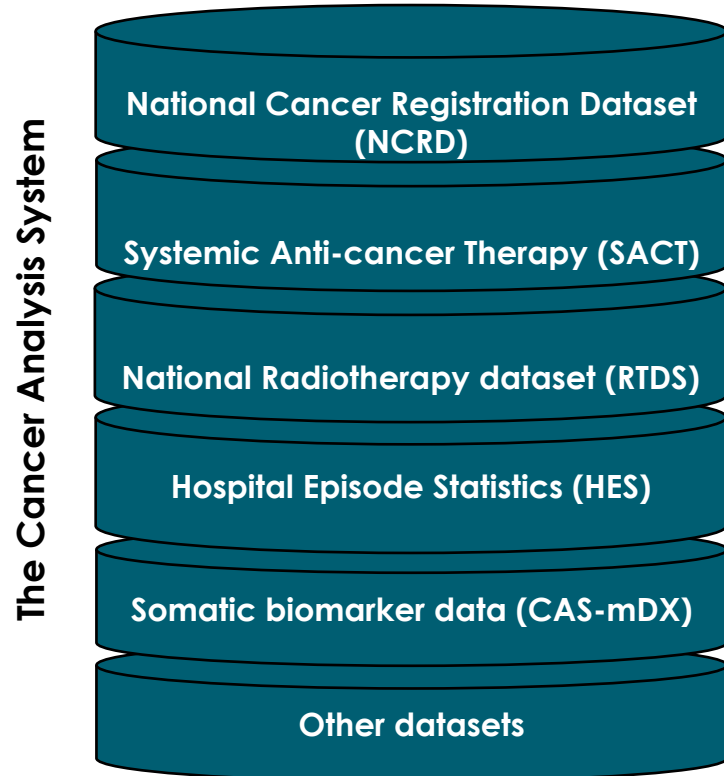 The Cancer Analysis System
National Cancer Registration Dataset
(NCRD)
Systemic Anti-cancer Therapy (SACT)
National Radiotherapy dataset (RTDS)
Hospital Episode Statistics (HES)
Somatic biomarker data (CAS-mDX)
Other datasets